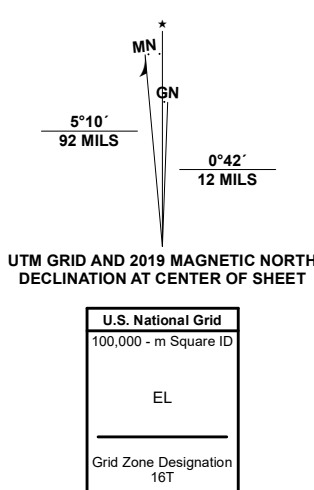 ★
MN
GN
5°10´
92 MILS
0°42´
12 MILS
UTM GRID AND 2019 MAGNETIC NORTH
DECLINATION AT CENTER OF SHEET
U.S. National Grid
100,000 - m Square ID
EL
Grid Zone Designation
16T